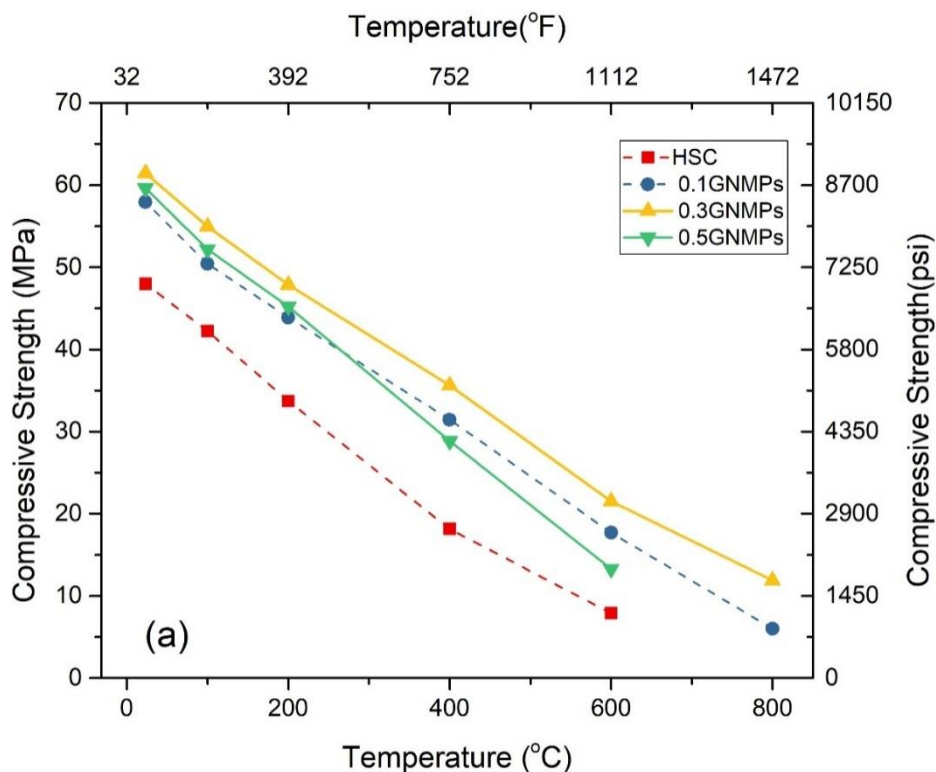 Temperature(°F)
32 392 752 1112 1472
70 10150
60 8700
50 7250
40 5800
30 4350
20 2900
10 1450
0 0
Compressive Strength (MPa)
Compressive Strength(psi)
HSC
0.1GNMPs
0.3GNMPs
0.5GNMPs
(a)
0 200 400 600 800
Temperature (°C)